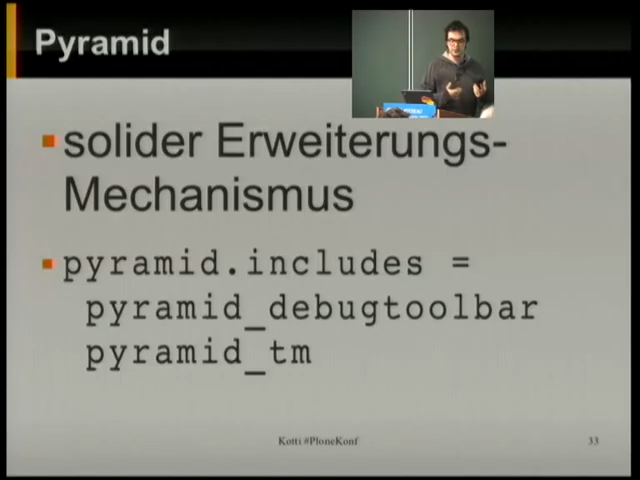 Pyramid
solider Erweiterungs-
Mechanismus
pyramid.includes =
pyramid_debugtoolbar
pyramid_tm
Kotti #PloneKonf
33